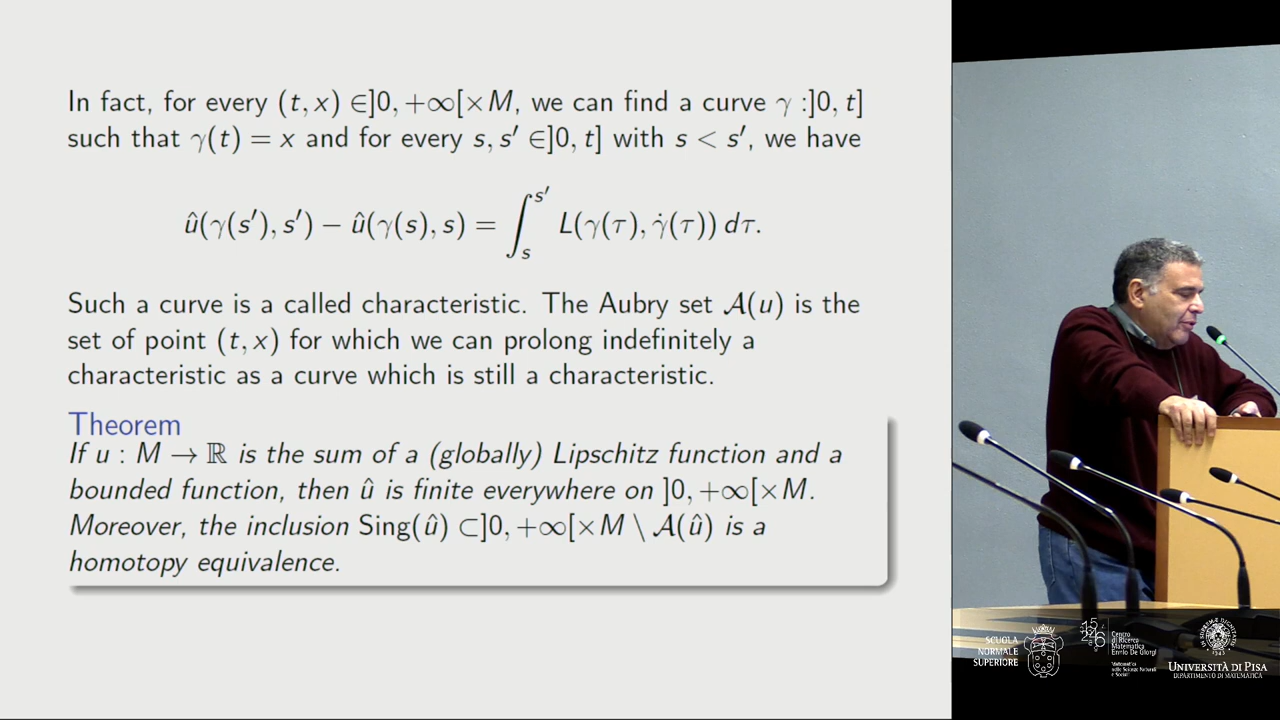 In fact, for every (t, x) ∈]0, +∞[×M, we can find a curve γ :]0, t]
such that γ(t) = x and for every s, s′ ∈]0, t] with s < s′, we have
û(γ(s′), s′) − û(γ(s), s) = ∫ₛˢ′ L(γ(τ), γ̇(τ)) dτ.
Such a curve is a called characteristic. The Aubry set 𝒜(u) is the
set of point (t, x) for which we can prolong indefinitely a
characteristic as a curve which is still a characteristic.
Theorem
If u : M → ℝ is the sum of a (globally) Lipschitz function and a
bounded function, then û is finite everywhere on ]0, +∞[×M.
Moreover, the inclusion Sing(û) ⊂]0, +∞[×M \ 𝒜(û) is a
homotopy equivalence.
SCUOLA
NORMALE
SUPERIORE
Centro
di Ricerca
Matematica
Ennio De Giorgi
UNIVERSITÀ DI PISA
DIPARTIMENTO DI MATEMATICA